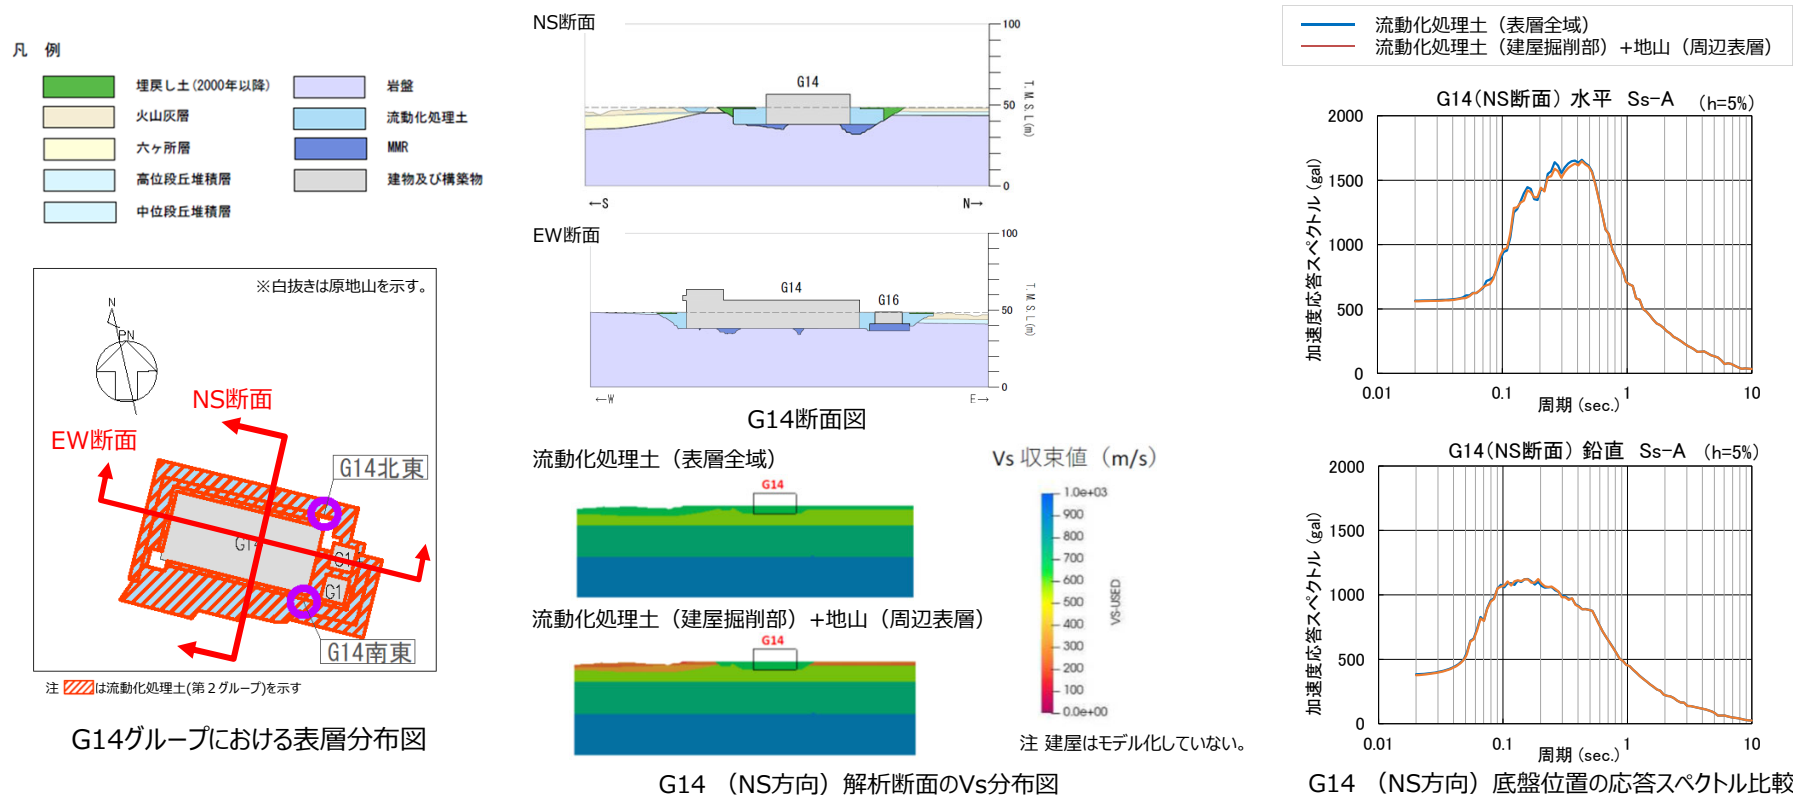 凡 例
埋戻し土(2000年以降)
火山灰層
六ヶ所層
高位段丘堆積層
中位段丘堆積層
岩盤
流動化処理土
MMR
建物及び構築物
※白抜きは原地山を示す。
N
PN
NS断面
EW断面
G14北東
G14
G1
G1
G14南東
注 は流動化処理土(第２グループ)を示す
G14グループにおける表層分布図
NS断面
G14
100
50
0
T.M.S.L.(m)
←S
N→
EW断面
G14
G16
100
50
0
T.M.S.L.(m)
←W
E→
G14断面図
流動化処理土（表層全域）
G14
流動化処理土（建屋掘削部）+地山（周辺表層）
G14
Vs 収束値（m/s）
1.0e+03
900
800
700
600
500
400
300
200
100
0.0e+00
VS-USED
注 建屋はモデル化していない。
G14 （NS方向）解析断面のVs分布図
流動化処理土（表層全域）
流動化処理土（建屋掘削部）+地山（周辺表層）
G14(NS断面) 水平 Ss-A (h=5%)
加速度応答スペクトル (gal)
2000
1500
1000
500
0
0.01
0.1
1
10
周期 (sec.)
G14(NS断面) 鉛直 Ss-A (h=5%)
加速度応答スペクトル (gal)
2000
1500
1000
500
0
0.01
0.1
1
10
周期 (sec.)
G14 （NS方向）底盤位置の応答スペクトル比較